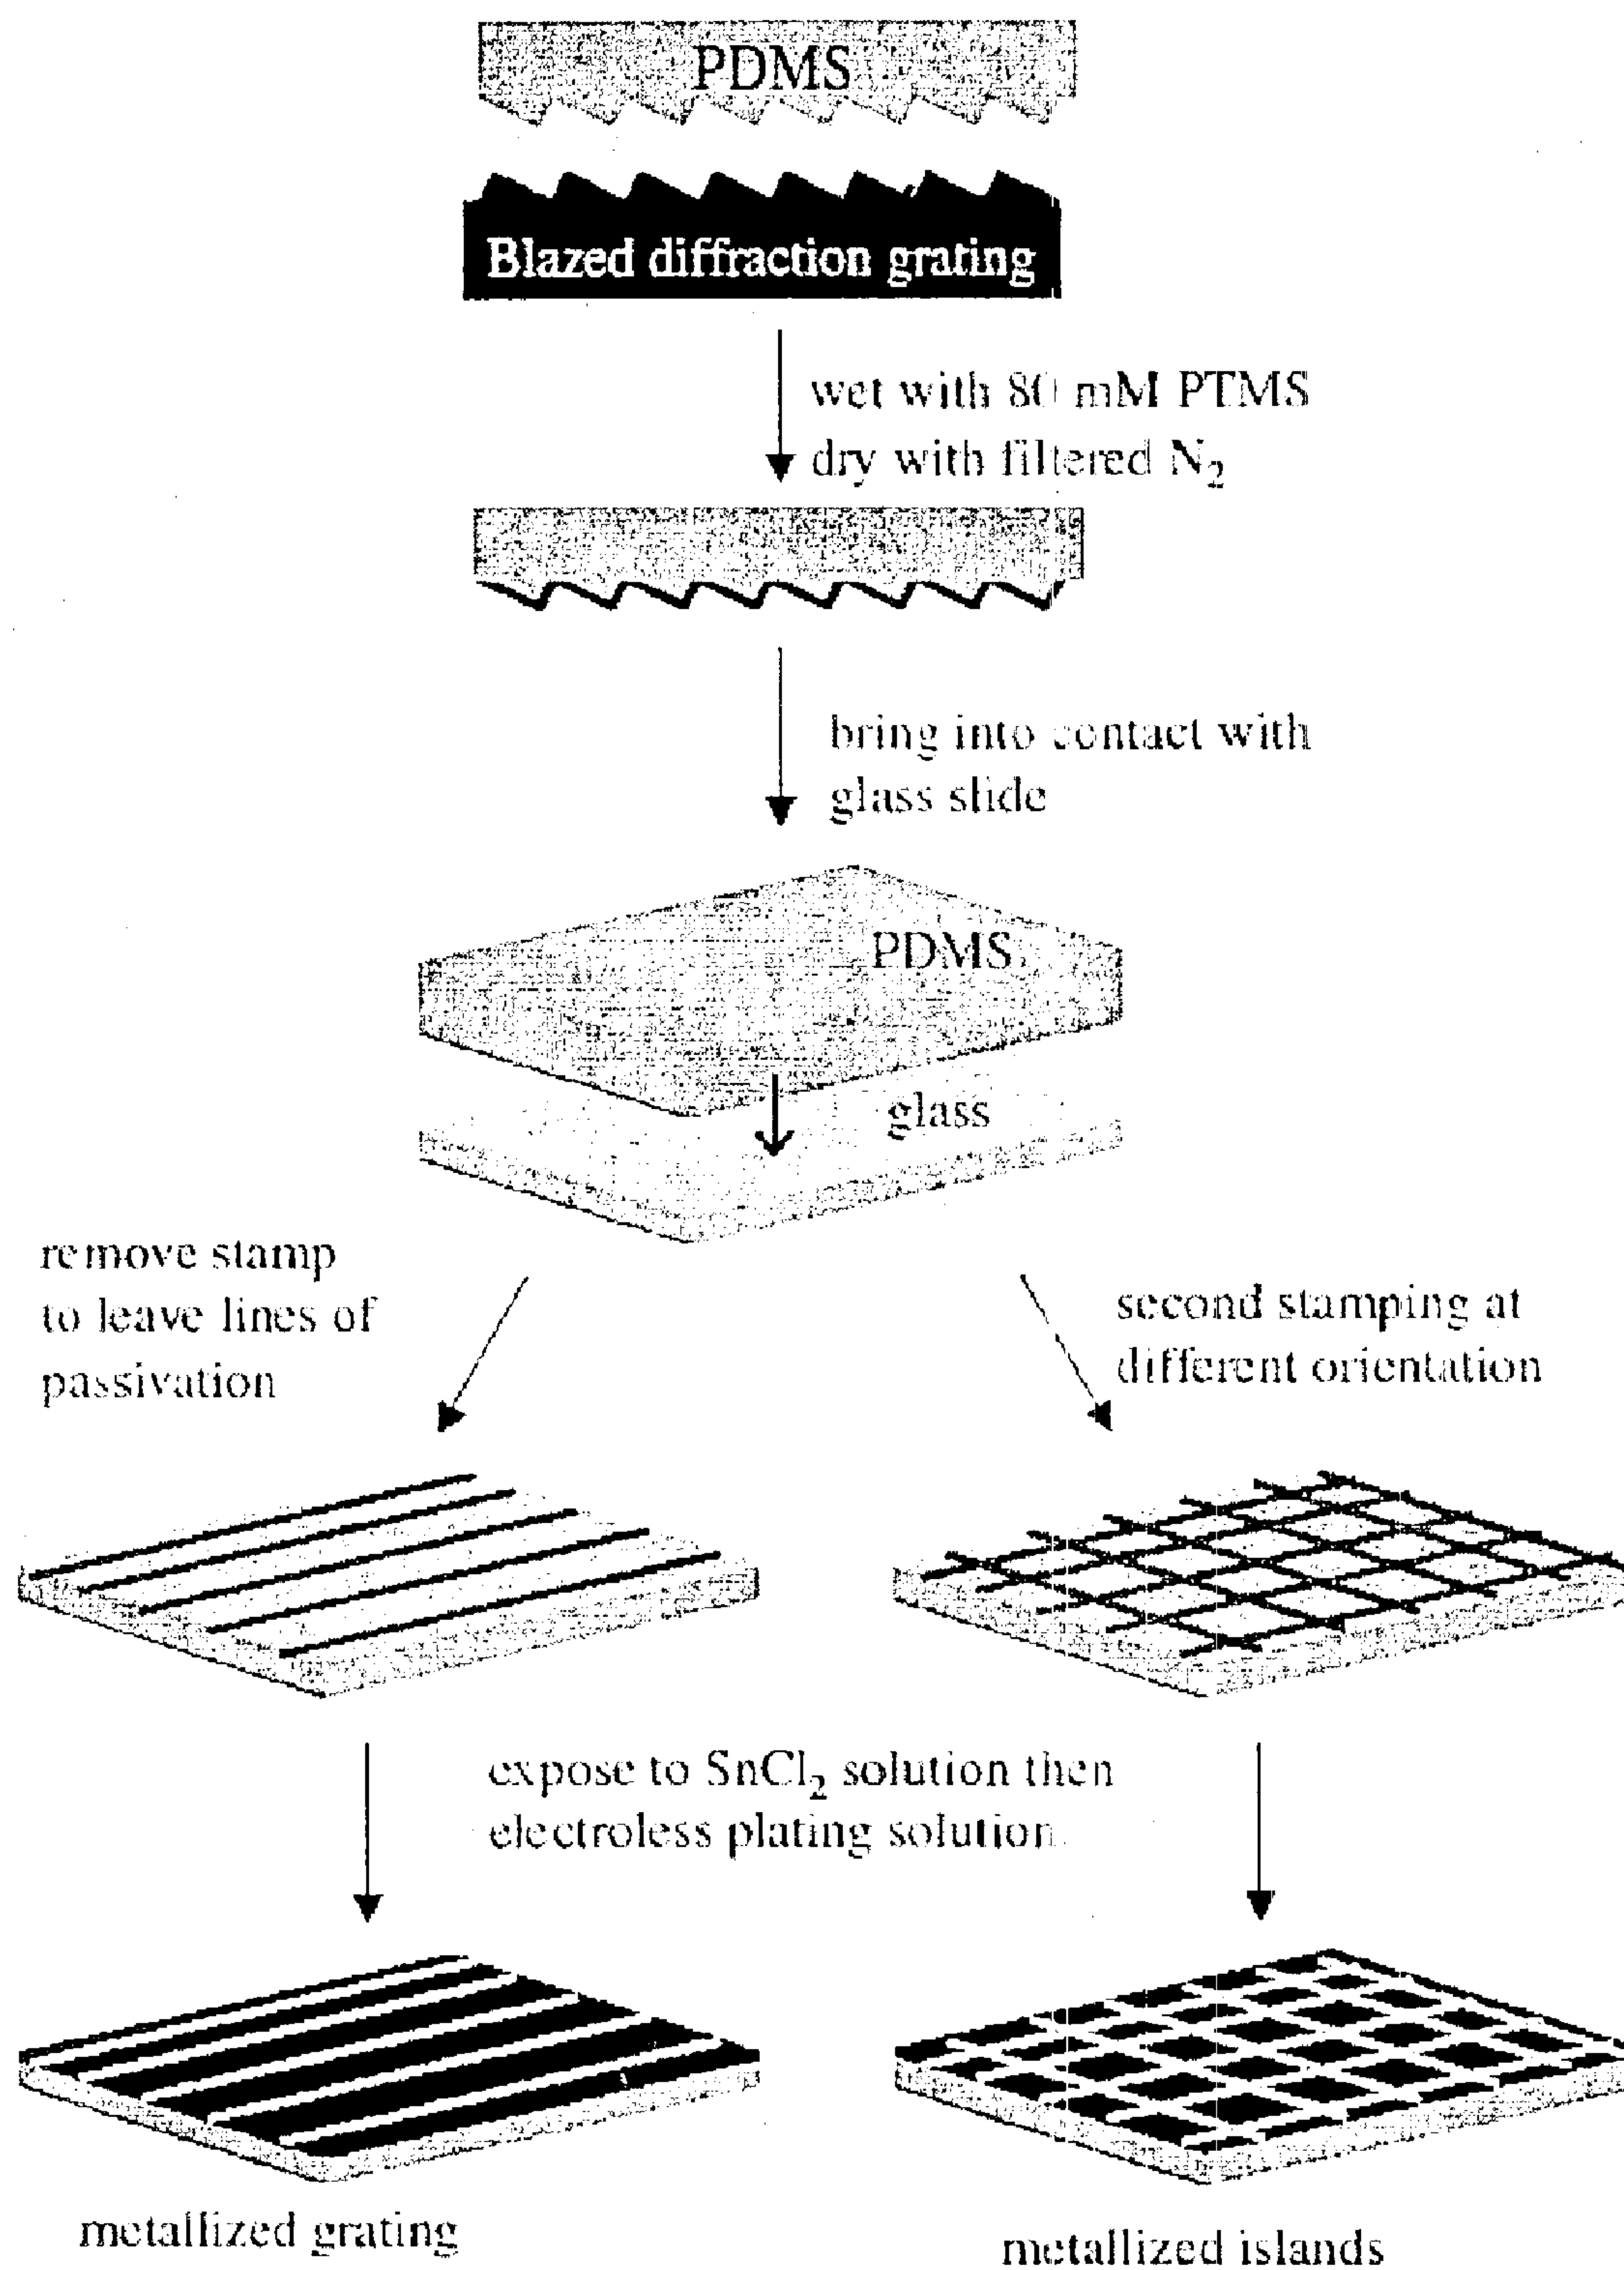 PDMS
Blazed diffraction grating
wet with 80 mM PTMS
dry with filtered N₂
bring into contact with
glass slide
PDMS
glass
remove stamp
to leave lines of
passivation
second stamping at
different orientation
expose to SnCl₂ solution then
electroless plating solution
metallized grating
metallized islands